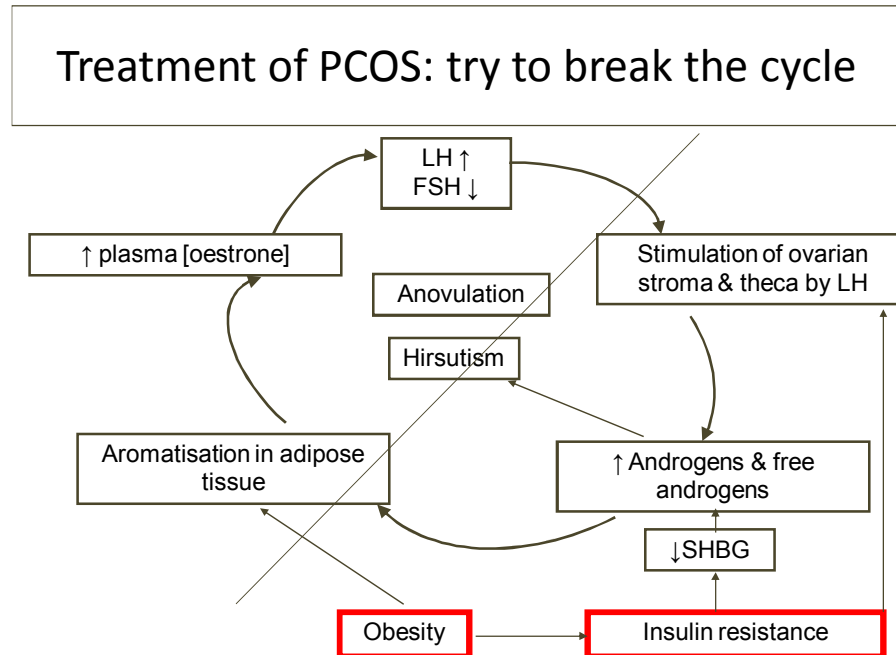 Treatment of PCOS: try to break the cycle
LH ↑
FSH ↓
↑ plasma [oestrone]
Stimulation of ovarian
stroma & theca by LH
Anovulation
Hirsutism
Aromatisation in adipose
tissue
↑ Androgens & free
androgens
↓SHBG
Obesity
Insulin resistance